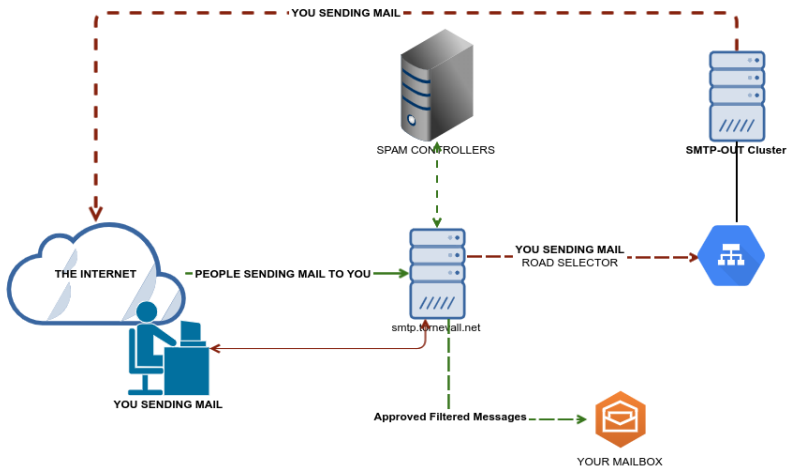 YOU SENDING MAIL
SPAM CONTROLLERS
SMTP-OUT Cluster
THE INTERNET
PEOPLE SENDING MAIL TO YOU
YOU SENDING MAIL
ROAD SELECTOR
smtp.tornevall.net
YOU SENDING MAIL
Approved Filtered Messages
YOUR MAILBOX